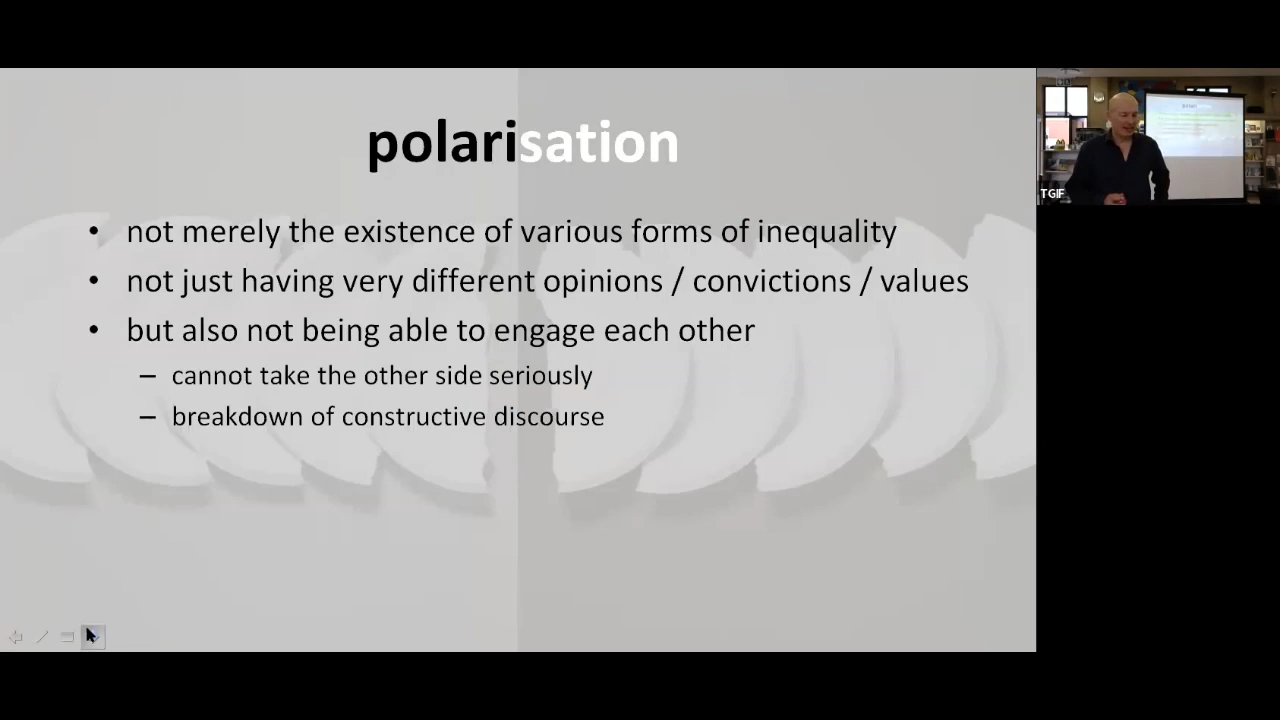 polarisation
• not merely the existence of various forms of inequality
• not just having very different opinions / convictions / values
• but also not being able to engage each other
– cannot take the other side seriously
– breakdown of constructive discourse
TGIF